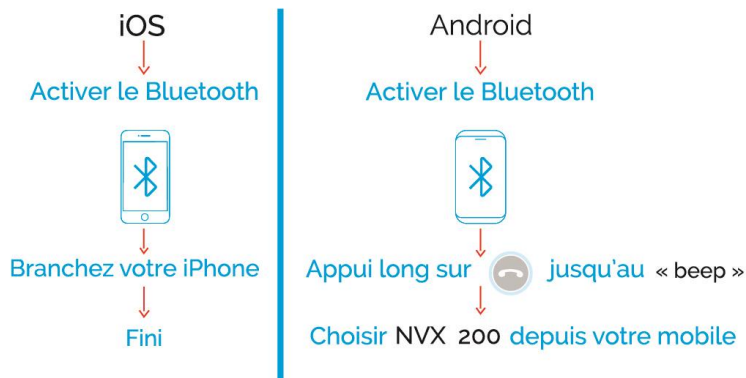 iOS
Activer le Bluetooth
Branchez votre iPhone
Fini
Android
Activer le Bluetooth
Appui long sur jusqu'au « beep »
Choisir NVX 200 depuis votre mobile